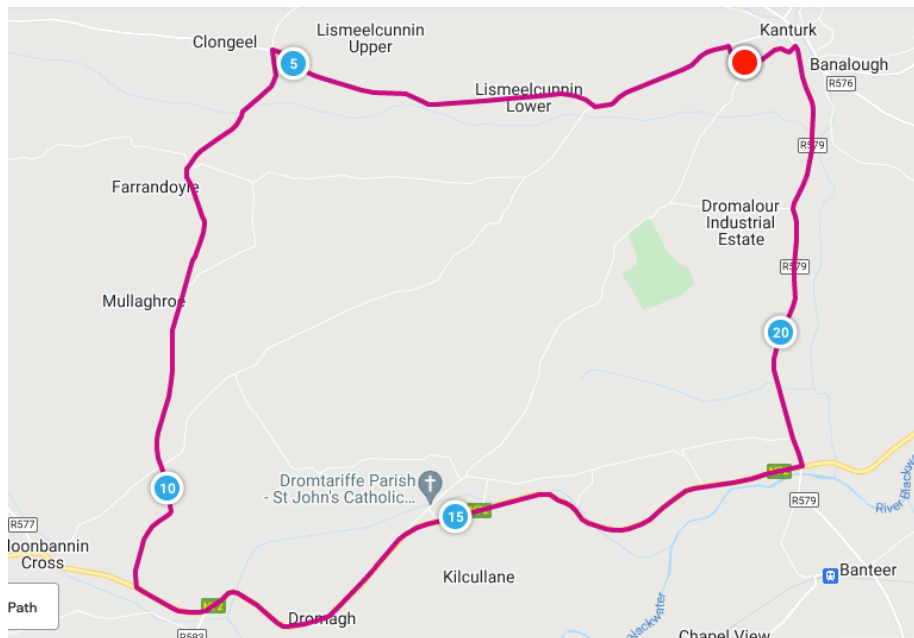 Clongeel
Lismeelcunnin
Upper
Kanturk
5
Banalough
R576
Lismeelcunnin
Lower
R579
Farrandoyle
Dromalour
Industrial
Estate
R579
Mullaghroe
20
Dromtariffe Parish
- St John's Catholic...
10
15
R579
River Blackw
R577
Banteer
Cross
Kilcullane
Path
Dromagh
R583
Blackwater
Chapel View